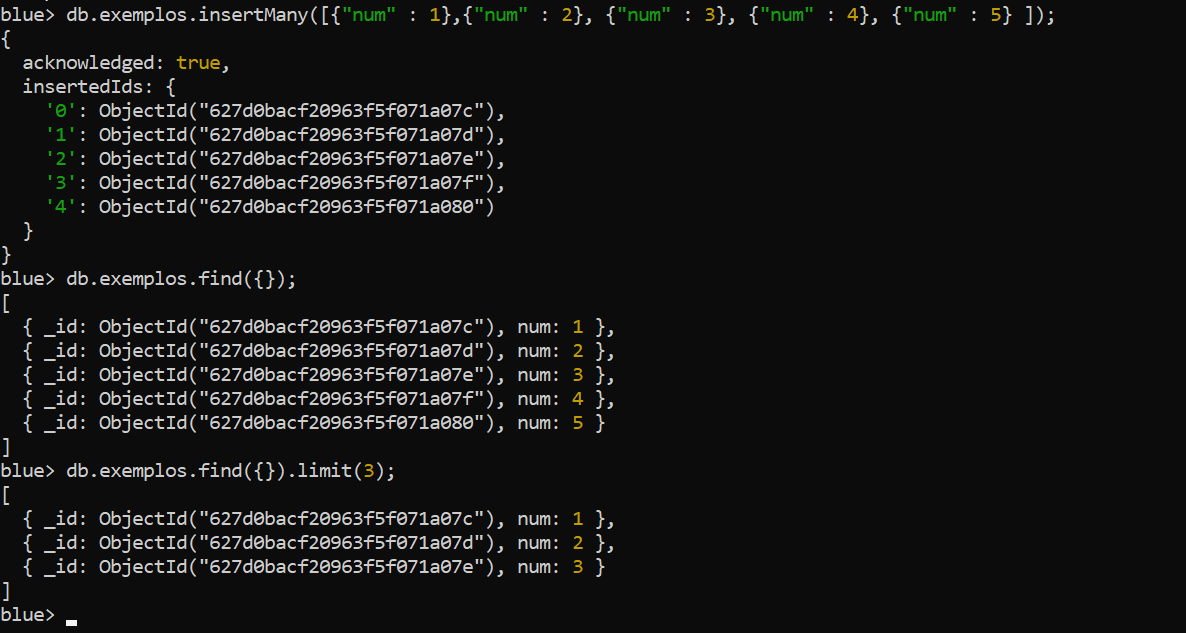 blue> db.exemplos.insertMany([{"num" : 1},{"num" : 2}, {"num" : 3}, {"num" : 4}, {"num" : 5} ]);
{
  acknowledged: true,
  insertedIds: {
    '0': ObjectId("627d0bacf20963f5f071a07c"),
    '1': ObjectId("627d0bacf20963f5f071a07d"),
    '2': ObjectId("627d0bacf20963f5f071a07e"),
    '3': ObjectId("627d0bacf20963f5f071a07f"),
    '4': ObjectId("627d0bacf20963f5f071a080")
  }
}
blue> db.exemplos.find({});
[
  { _id: ObjectId("627d0bacf20963f5f071a07c"), num: 1 },
  { _id: ObjectId("627d0bacf20963f5f071a07d"), num: 2 },
  { _id: ObjectId("627d0bacf20963f5f071a07e"), num: 3 },
  { _id: ObjectId("627d0bacf20963f5f071a07f"), num: 4 },
  { _id: ObjectId("627d0bacf20963f5f071a080"), num: 5 }
]
blue> db.exemplos.find({}).limit(3);
[
  { _id: ObjectId("627d0bacf20963f5f071a07c"), num: 1 },
  { _id: ObjectId("627d0bacf20963f5f071a07d"), num: 2 },
  { _id: ObjectId("627d0bacf20963f5f071a07e"), num: 3 }
]
blue>